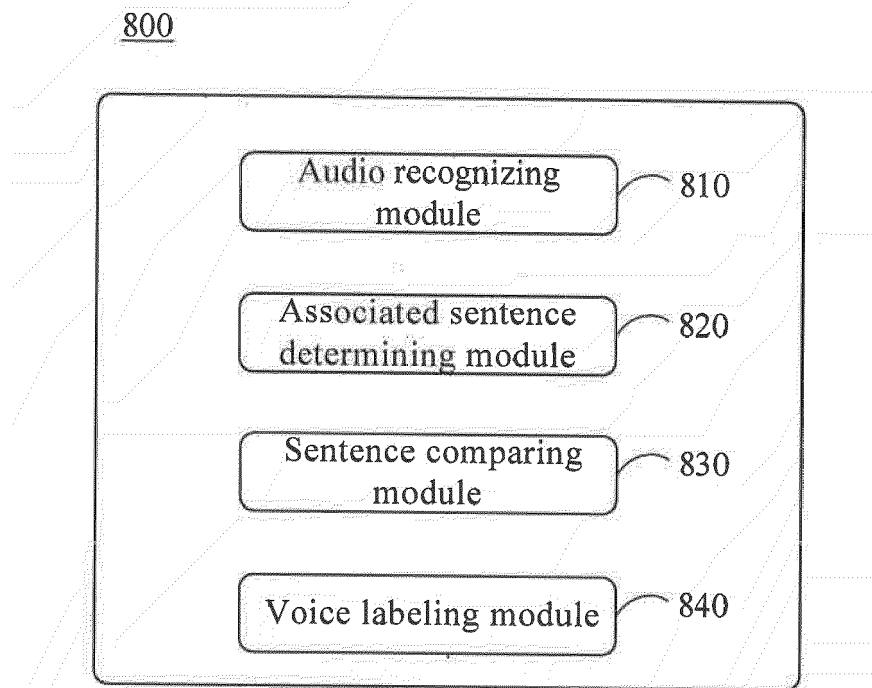 800
Audio recognizing
module
810
Associated sentence
determining module
820
Sentence comparing
module
830
Voice labeling module
840